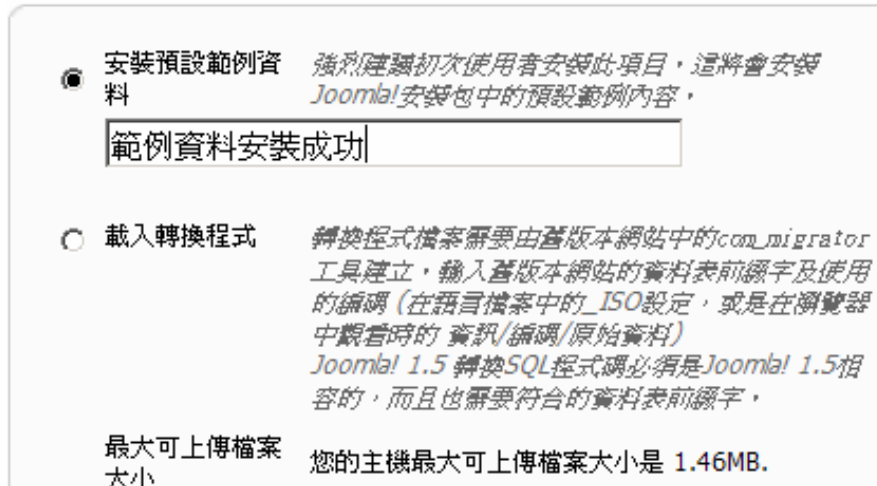 安裝預設範例資料
強烈建議初次使用者安裝此項目，這將會安裝
Joomla!安裝包中的預設範例內容。
範例資料安裝成功
載入轉換程式
轉換程式檔案需要由舊版本網站中的com_migrator
工具建立，輸入舊版本網站的資料表前綴字及使用
的編碼 (在語言檔案中的_ISO設定，或是在瀏覽器
中觀看時的 資訊/編碼/原始資料)
Joomla! 1.5 轉換SQL程式碼必須是Joomla! 1.5相
容的，而且也需要符合的資料表前綴字。
最大可上傳檔案
大小
您的主機最大可上傳檔案大小是 1.46MB.